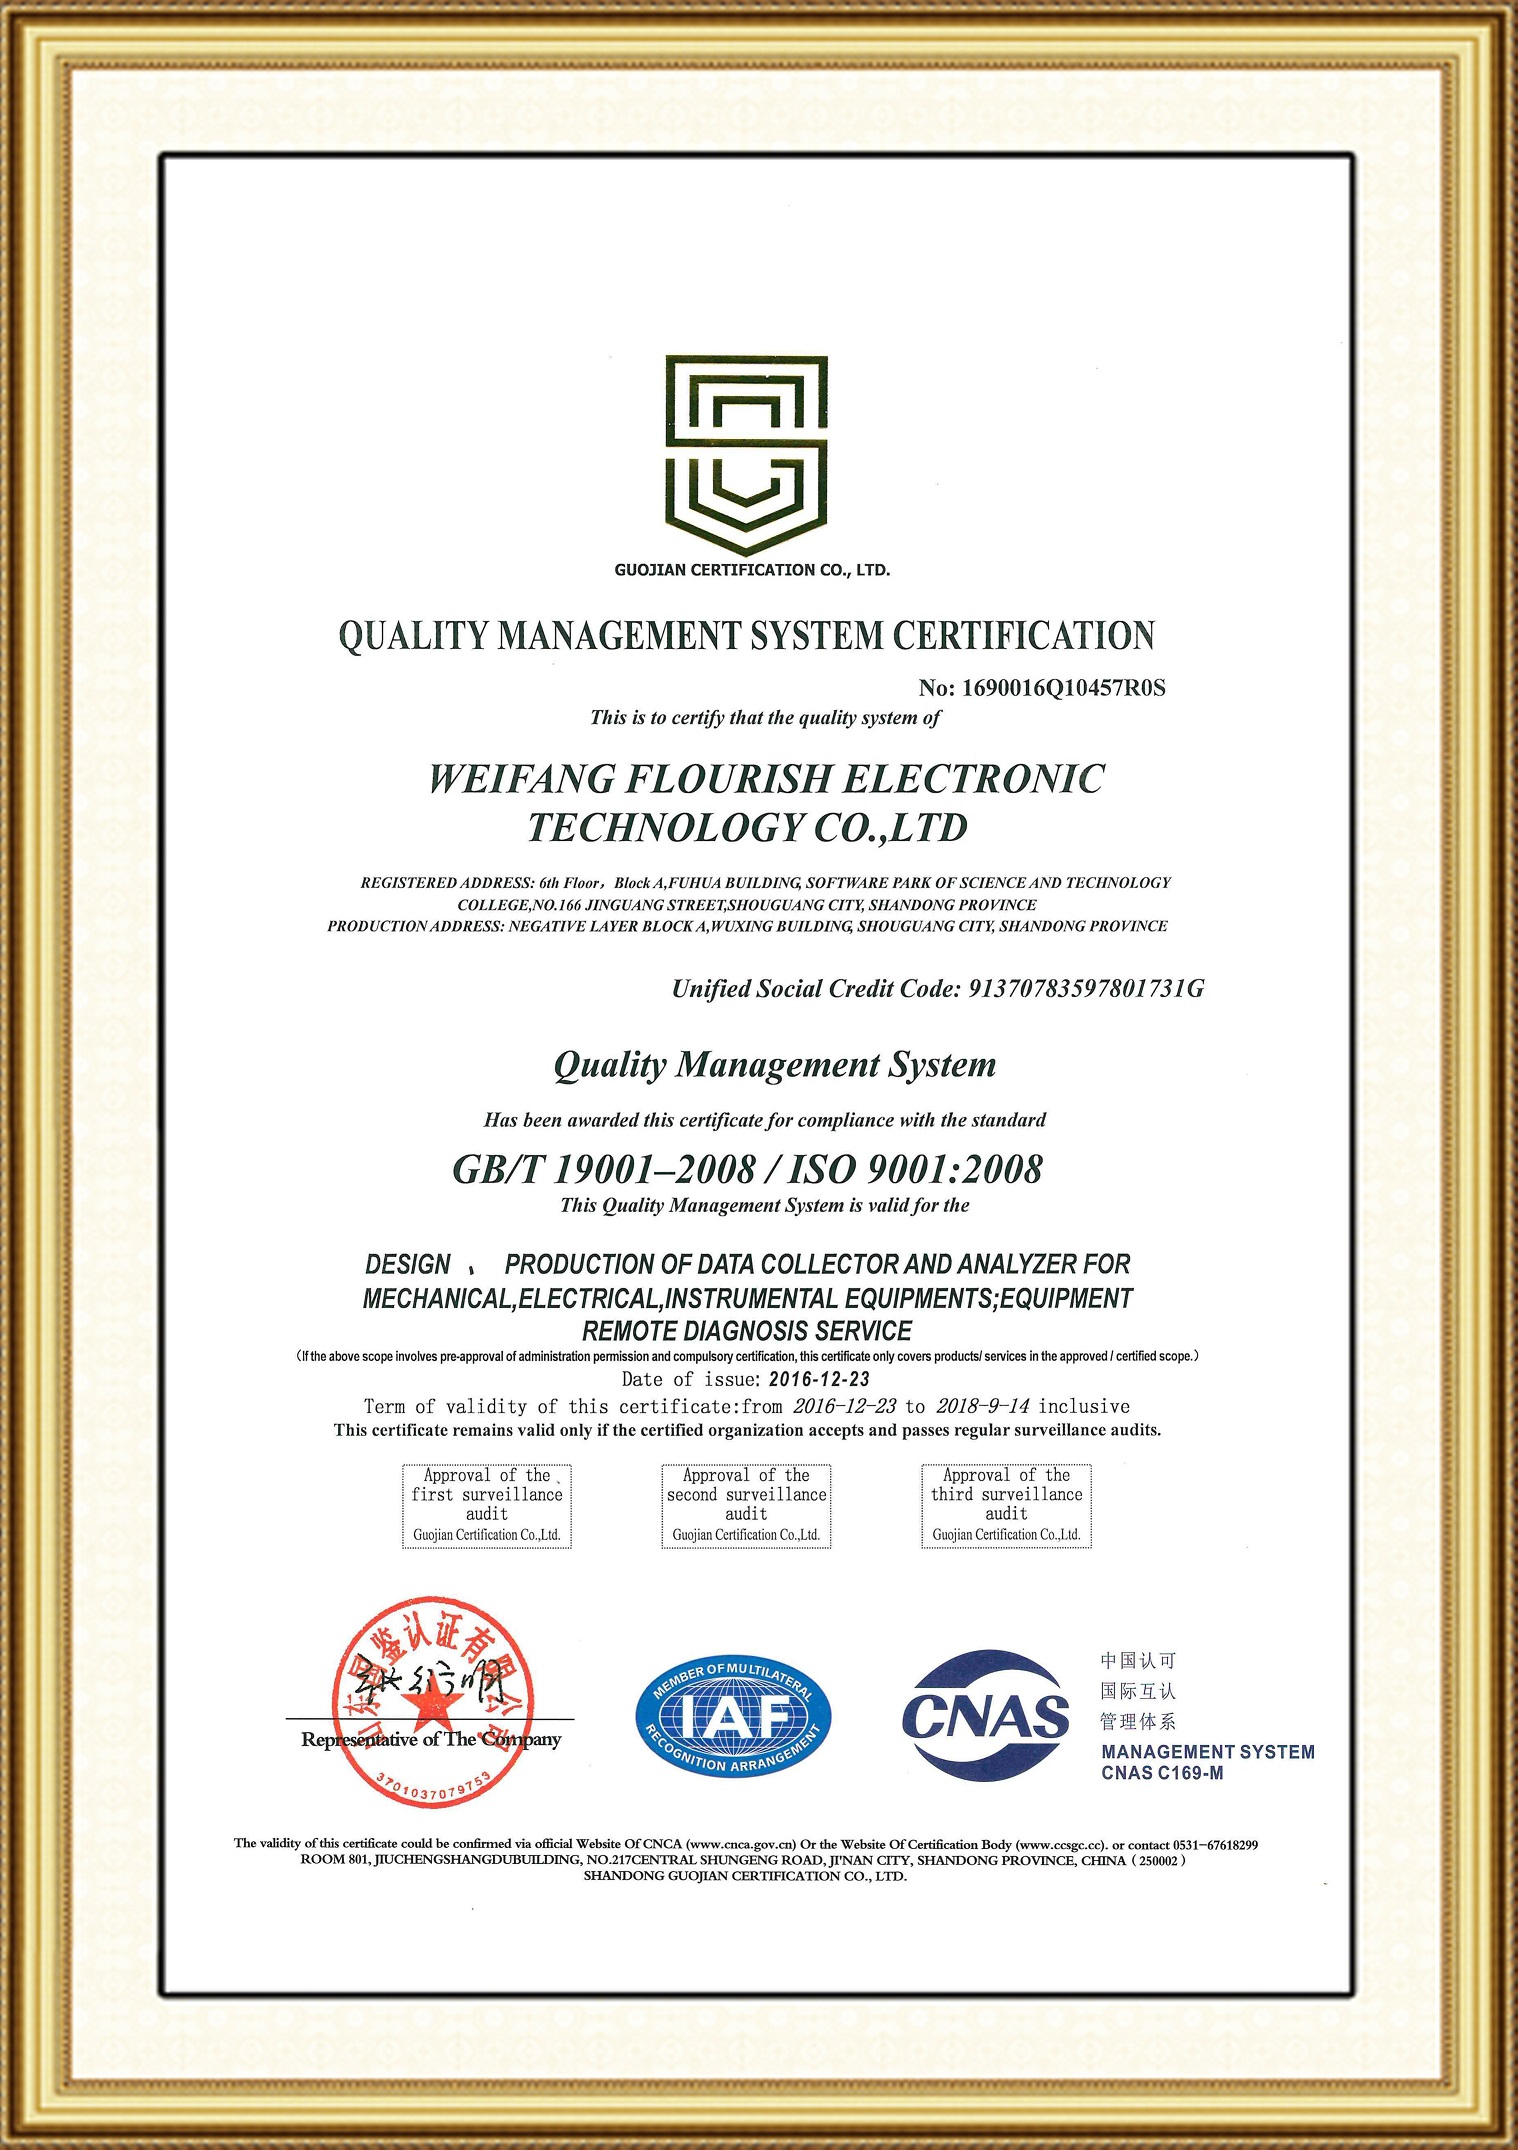 GUOJIAN CERTIFICATION CO., LTD.
QUALITY MANAGEMENT SYSTEM CERTIFICATION
No: 1690016Q10457R0S
This is to certify that the quality system of
WEIFANG FLOURISH ELECTRONIC
TECHNOLOGY CO.,LTD
REGISTERED ADDRESS: 6th Floor，Block A,FUHUA BUILDING, SOFTWARE PARK OF SCIENCE AND TECHNOLOGY
COLLEGE,NO.166 JINGUANG STREET,SHOUGUANG CITY, SHANDONG PROVINCE
PRODUCTION ADDRESS: NEGATIVE LAYER BLOCK A,WUXING BUILDING, SHOUGUANG CITY, SHANDONG PROVINCE
Unified Social Credit Code: 91370783597801731G
Quality Management System
Has been awarded this certificate for compliance with the standard
GB/T 19001–2008 / ISO 9001:2008
This Quality Management System is valid for the
DESIGN 、 PRODUCTION OF DATA COLLECTOR AND ANALYZER FOR
MECHANICAL,ELECTRICAL,INSTRUMENTAL EQUIPMENTS;EQUIPMENT
REMOTE DIAGNOSIS SERVICE
（If the above scope involves pre-approval of administration permission and compulsory certification, this certificate only covers products/ services in the approved / certified scope.）
Date of issue: 2016-12-23
Term of validity of this certificate:from 2016-12-23 to 2018-9-14 inclusive
This certificate remains valid only if the certified organization accepts and passes regular surveillance audits.
Approval of the first surveillance audit
Guojian Certification Co.,Ltd.
Approval of the second surveillance audit
Guojian Certification Co.,Ltd.
Approval of the third surveillance audit
Guojian Certification Co.,Ltd.
山东国鉴认证有限公司
3701037079753
Representative of The Company
MEMBER OF MULTILATERAL
IAF
RECOGNITION ARRANGEMENT
CNAS
中国认可
国际互认
管理体系
MANAGEMENT SYSTEM
CNAS C169-M
The validity of this certificate could be confirmed via official Website Of CNCA (www.cnca.gov.cn) Or the Website Of Certification Body (www.ccsgc.cc). or contact 0531-67618299
ROOM 801, JIUCHENGSHANGDUBUILDING, NO.217CENTRAL SHUNGENG ROAD, JI'NAN CITY, SHANDONG PROVINCE, CHINA（250002）
SHANDONG GUOJIAN CERTIFICATION CO., LTD.